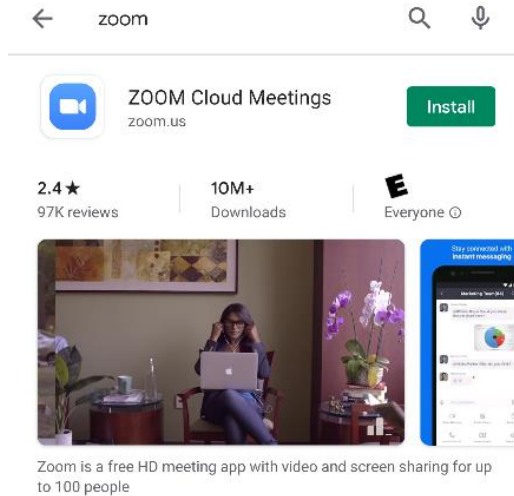 zoom
ZOOM Cloud Meetings
zoom.us
Install
2.4★
97K reviews
10M+
Downloads
E
Everyone
Stay connected with
instant messaging
Zoom is a free HD meeting app with video and screen sharing for up
to 100 people